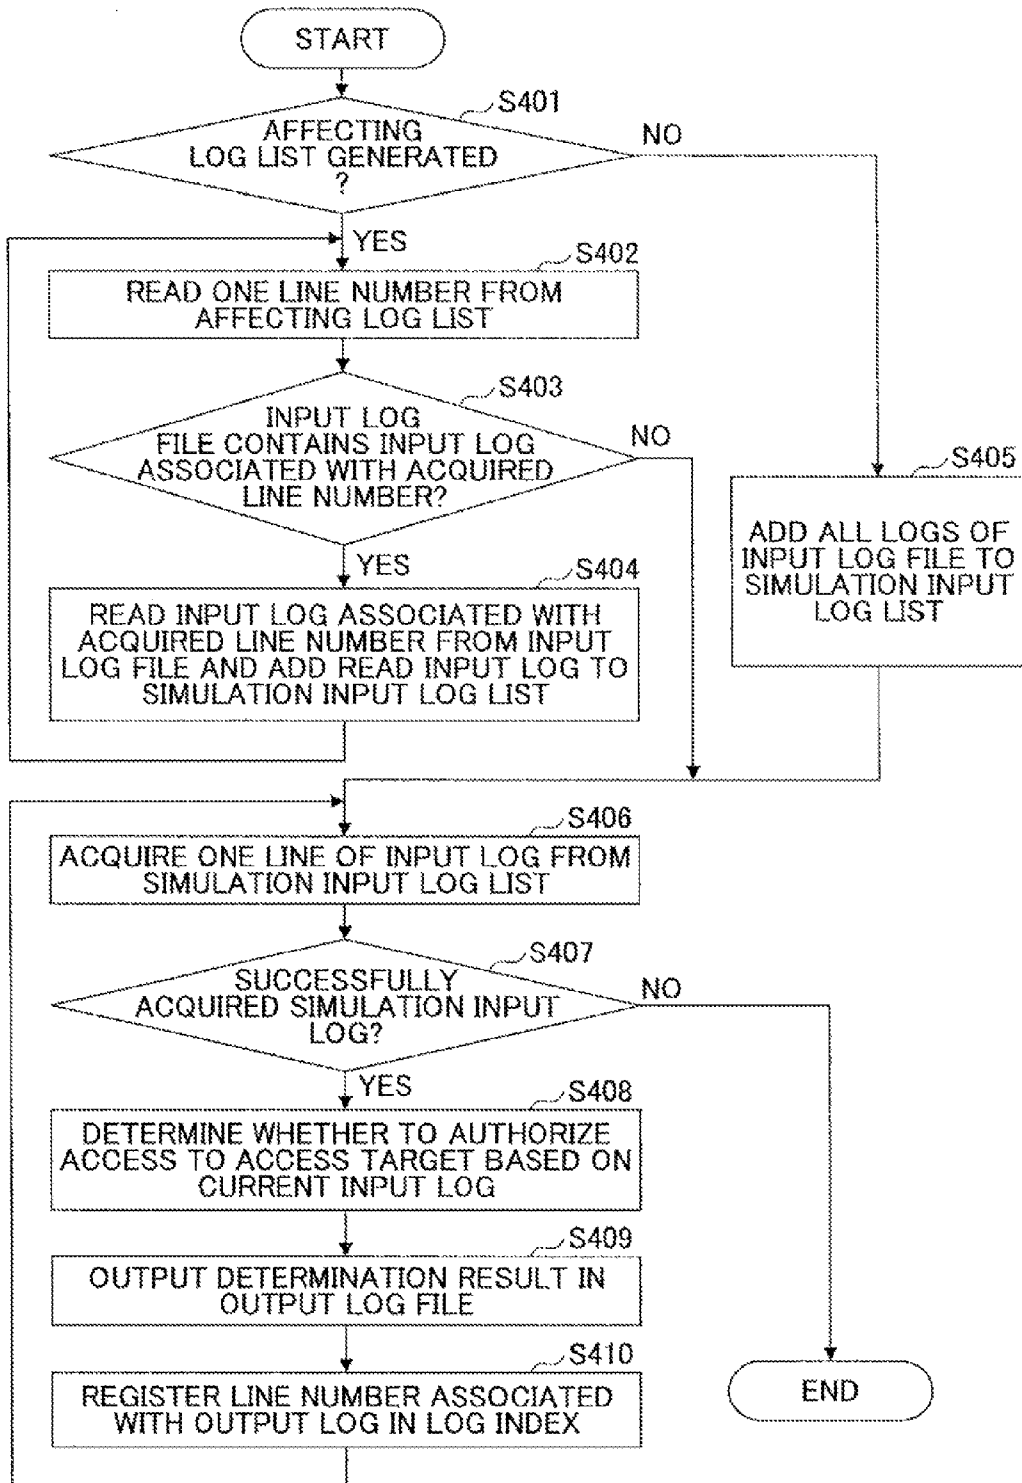 START
S401
AFFECTING
LOG LIST GENERATED
?
NO
YES
S402
READ ONE LINE NUMBER FROM
AFFECTING LOG LIST
S403
INPUT LOG
FILE CONTAINS INPUT LOG
ASSOCIATED WITH ACQUIRED
LINE NUMBER?
NO
YES
S404
READ INPUT LOG ASSOCIATED WITH
ACQUIRED LINE NUMBER FROM INPUT
LOG FILE AND ADD READ INPUT LOG TO
SIMULATION INPUT LOG LIST
S405
ADD ALL LOGS OF
INPUT LOG FILE TO
SIMULATION INPUT
LOG LIST
S406
ACQUIRE ONE LINE OF INPUT LOG FROM
SIMULATION INPUT LOG LIST
S407
SUCCESSFULLY
ACQUIRED SIMULATION INPUT
LOG?
NO
YES
S408
DETERMINE WHETHER TO AUTHORIZE
ACCESS TO ACCESS TARGET BASED ON
CURRENT INPUT LOG
S409
OUTPUT DETERMINATION RESULT IN
OUTPUT LOG FILE
S410
REGISTER LINE NUMBER ASSOCIATED
WITH OUTPUT LOG IN LOG INDEX
END